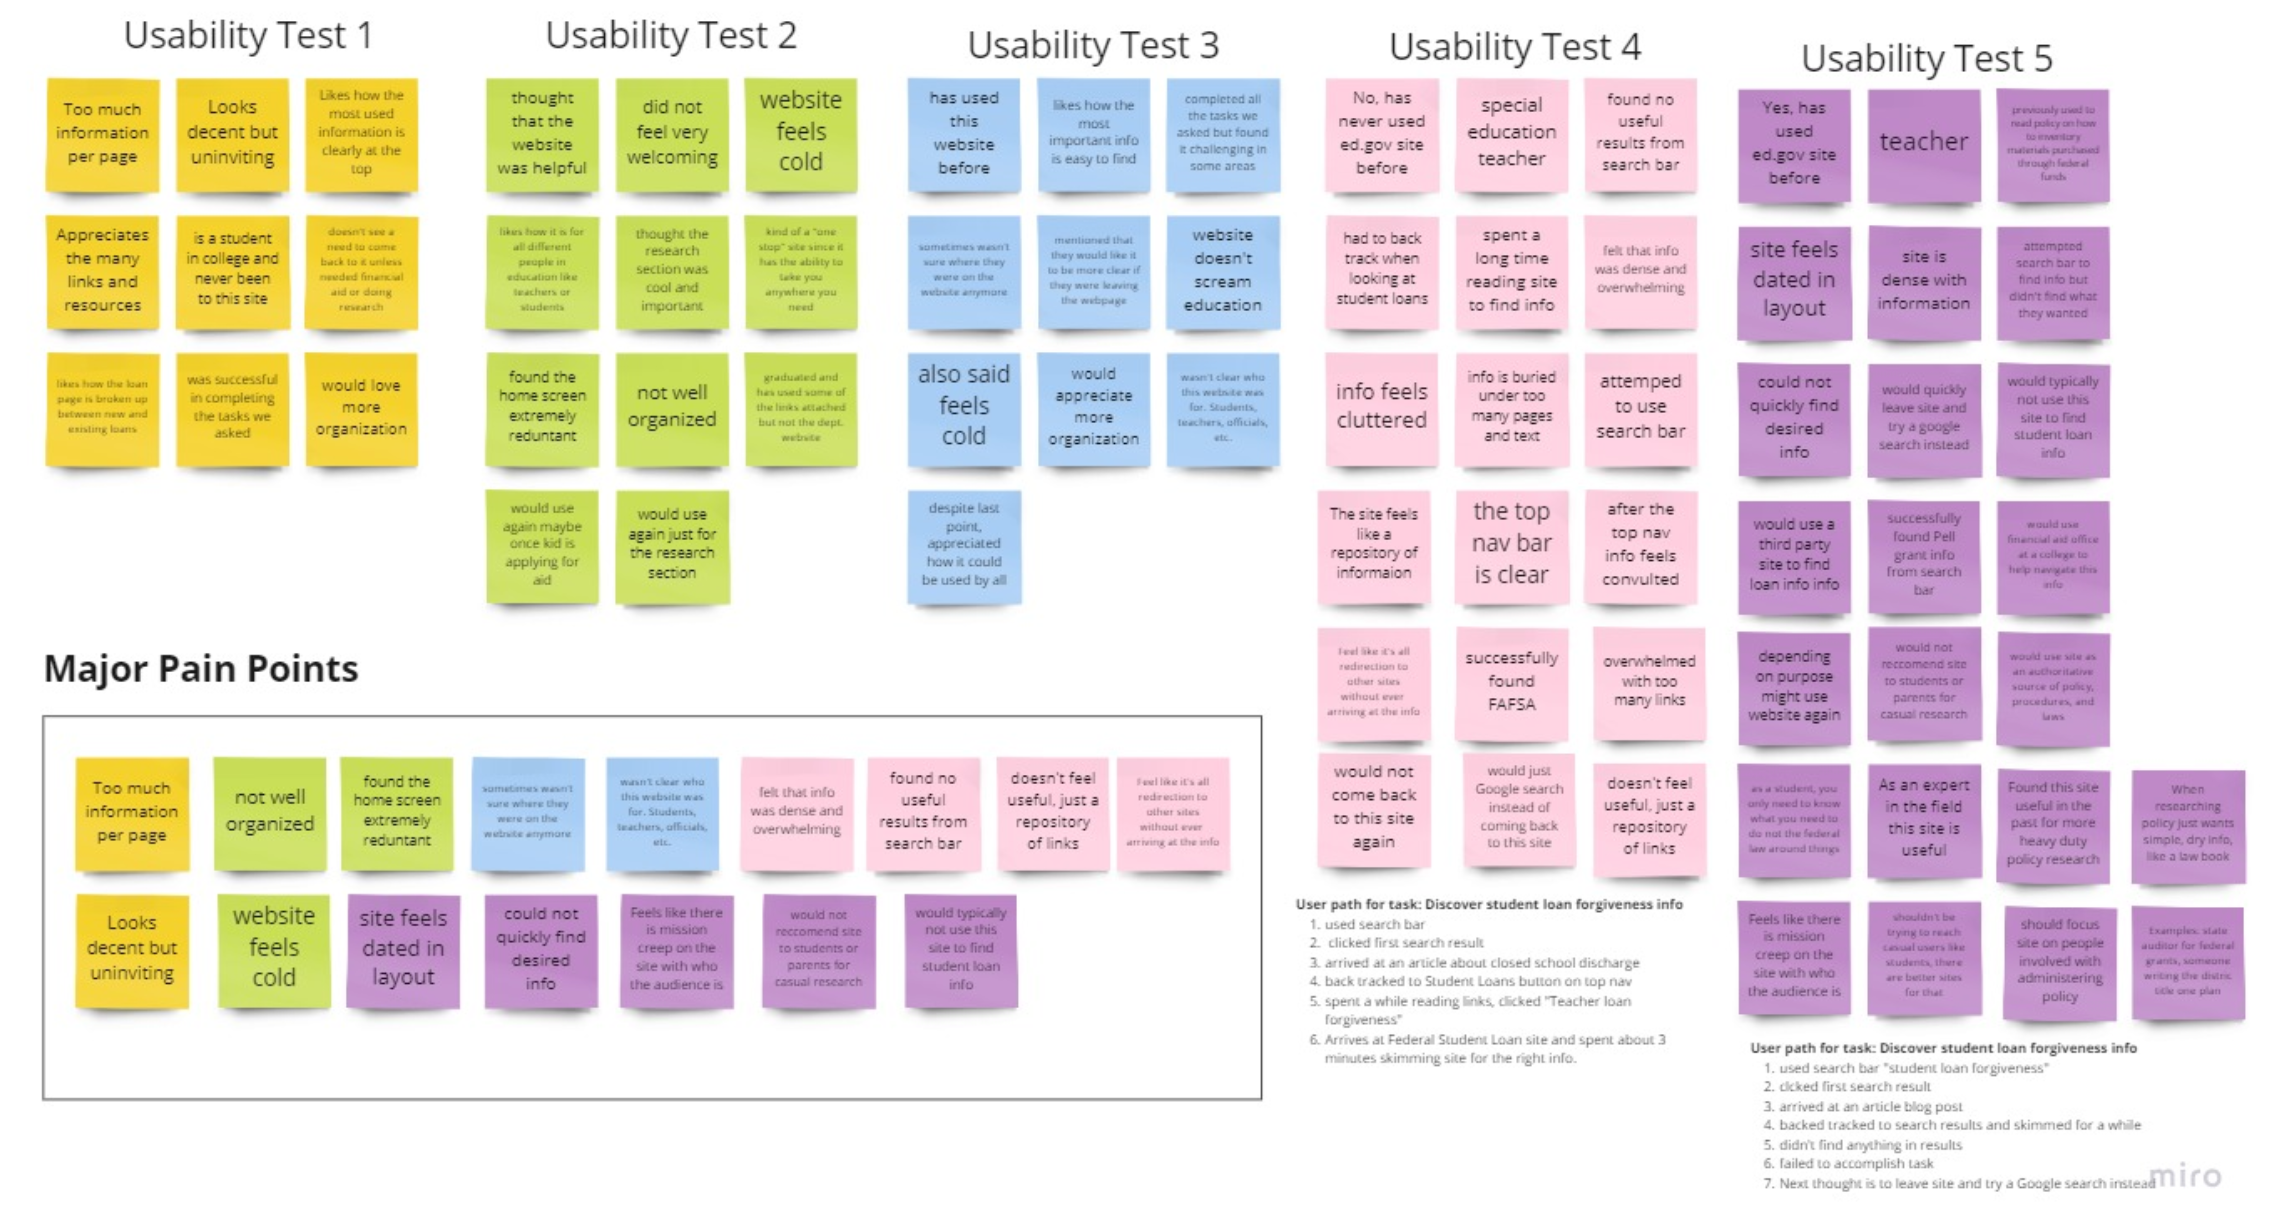 Usability Test 1
Too much
information
per page
Looks
decent but
uninviting
Likes how the
most used
information is
clearly at the
top
Appreciates
the many
links and
resources
is a student
in college and
never been
to this site
doesn't see a
need to come
back to it unless
needed financial
aid or doing
research
likes how the loan
page is broken up
between new and
existing loans
was successful
in completing
the tasks we
asked
would love
more
organization
Usability Test 2
thought
that the
website
was helpful
did not
feel very
welcoming
website
feels
cold
likes how it is for
all different
people in
education like
teachers or
students
thought the
research
section was
cool and
important
kind of a "one
stop" site since it
has the ability to
take you
anywhere you
need
found the
home screen
extremely
reduntant
not well
organized
graduated and
has used some of
the links attached
but not the dept.
website
would use
again maybe
once kid is
applying for
aid
would use
again just for
the research
section
Usability Test 3
has used
this
website
before
likes how the
most
important info
is easy to find
completed all
the tasks we
asked but found
it challenging in
some areas
sometimes wasn't
sure where they
were on the
website anymore
mentioned that
they would like it
to be more clear if
they were leaving
the webpage
website
doesn't
scream
education
also said
feels
cold
would
appreciate
more
organization
wasn't clear who
this website was
for. Students,
teachers, officials,
etc.
despite last
point,
appreciated
how it could
be used by all
Usability Test 4
No, has
never used
ed.gov site
before
special
education
teacher
found no
useful
results from
search bar
had to back
track when
looking at
student loans
spent a
long time
reading site
to find info
felt that info
was dense and
overwhelming
info feels
cluttered
info is buried
under too
many pages
and text
attemped
to use
search bar
The site feels
like a
repository of
informaion
the top
nav bar
is clear
after the
top nav
info feels
convulted
Feel like it's all
redirection to
other sites
without ever
arriving at the info
successfully
found
FAFSA
overwhelmed
with too
many links
would not
come back
to this site
again
would just
Google search
instead of
coming back
to this site
doesn't feel
useful, just a
repository
of links
User path for task: Discover student loan forgiveness info
1. used search bar
2. clicked first search result
3. arrived at an article about closed school discharge
4. back tracked to Student Loans button on top nav
5. spent a while reading links, clicked "Teacher loan
forgiveness"
6. Arrives at Federal Student Loan site and spent about 3
minutes skimming site for the right info.
Usability Test 5
Yes, has
used
ed.gov site
before
teacher
previously used to
read policy on how
to inventory
materials purchased
through federal
funds
site feels
dated in
layout
site is
dense with
information
attempted
search bar to
find info but
didn't find what
they wanted
could not
quickly find
desired
info
would quickly
leave site and
try a google
search instead
would typically
not use this
site to find
student loan
info
would use a
third party
site to find
loan info info
successfully
found Pell
grant info
from search
bar
would use
financial aid office
at a college to
help navigate this
info
depending
on purpose
might use
website again
would not
reccomend site
to students or
parents for
casual research
would use site as
an authoritative
source of policy,
procedures, and
laws
as a student, you
only need to know
what you need to
do not the federal
law around things
As an expert
in the field
this site is
useful
Found this site
useful in the
past for more
heavy duty
policy research
When
researching
policy just wants
simple, dry info,
like a law book
Feels like there
is mission
creep on the
site with who
the audience is
shouldn't be
trying to reach
casual users like
students, there
are better sites
for that
should focus
site on people
involved with
administering
policy
Examples: state
auditor for federal
grants, someone
writing the distric
title one plan
User path for task: Discover student loan forgiveness info
1. used search bar "student loan forgiveness"
2. clcked first search result
3. arrived at an article blog post
4. backed tracked to search results and skimmed for a while
5. didn't find anything in results
6. failed to accomplish task
7. Next thought is to leave site and try a Google search instead
miro
Major Pain Points
Too much
information
per page
not well
organized
found the
home screen
extremely
reduntant
sometimes wasn't
sure where they
were on the
website anymore
wasn't clear who
this website was
for. Students,
teachers, officials,
etc.
felt that info
was dense and
overwhelming
found no
useful
results from
search bar
doesn't feel
useful, just a
repository
of links
Feel like it's all
redirection to
other sites
without ever
arriving at the info
Looks
decent but
uninviting
website
feels
cold
site feels
dated in
layout
could not
quickly find
desired
info
Feels like there
is mission
creep on the
site with who
the audience is
would not
reccomend site
to students or
parents for
casual research
would typically
not use this
site to find
student loan
info